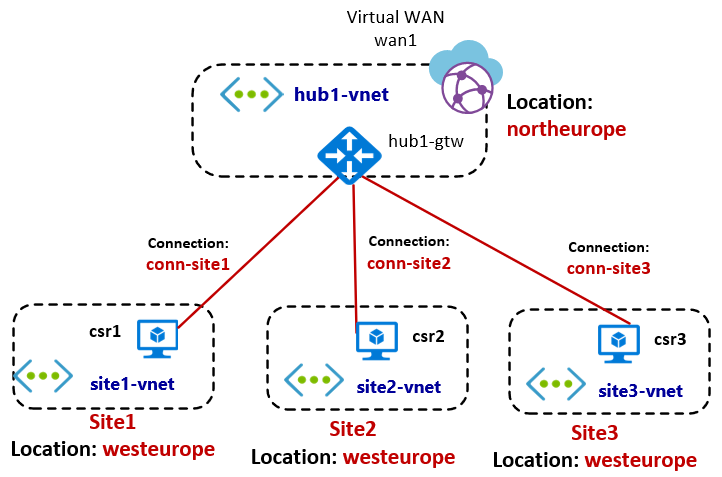 Virtual WAN
wan1
hub1-vnet
Location:
northeurope
hub1-gtw
Connection:
conn-site1
Connection:
conn-site2
Connection:
conn-site3
csr1
site1-vnet
Site1
Location: westeurope
csr2
site2-vnet
Site2
Location: westeurope
csr3
site3-vnet
Site3
Location: westeurope